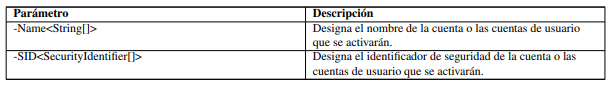 Parámetro Descripción
-Name<String[]> Designa el nombre de la cuenta o las cuentas de usuario
que se activarán.
-SID<SecurityIdentifier[]> Designa el identificador de seguridad de la cuenta o las
cuentas de usuario que se activarán.